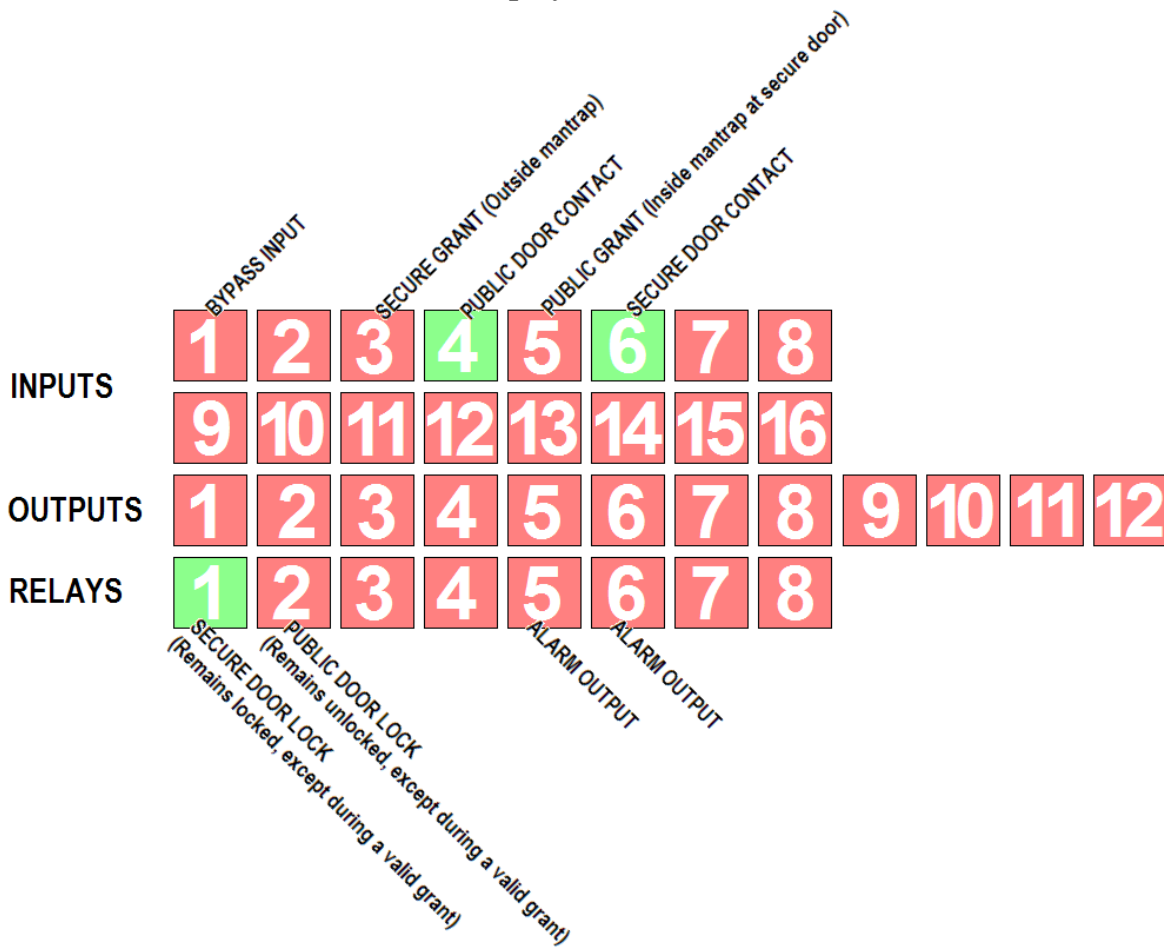 BYPASS INPUT
SECURE GRANT (Outside mantrap)
PUBLIC DOOR CONTACT
PUBLIC GRANT (Inside mantrap at secure door)
SECURE DOOR CONTACT
INPUTS
1 2 3 4 5 6 7 8
9 10 11 12 13 14 15 16
OUTPUTS 1 2 3 4 5 6 7 8 9 10 11 12
RELAYS 1 2 3 4 5 6 7 8
SECURE DOOR LOCK
(Remains locked, except during a valid grant)
PUBLIC DOOR LOCK
(Remains unlocked, except during a valid grant)
ALARM OUTPUT
ALARM OUTPUT